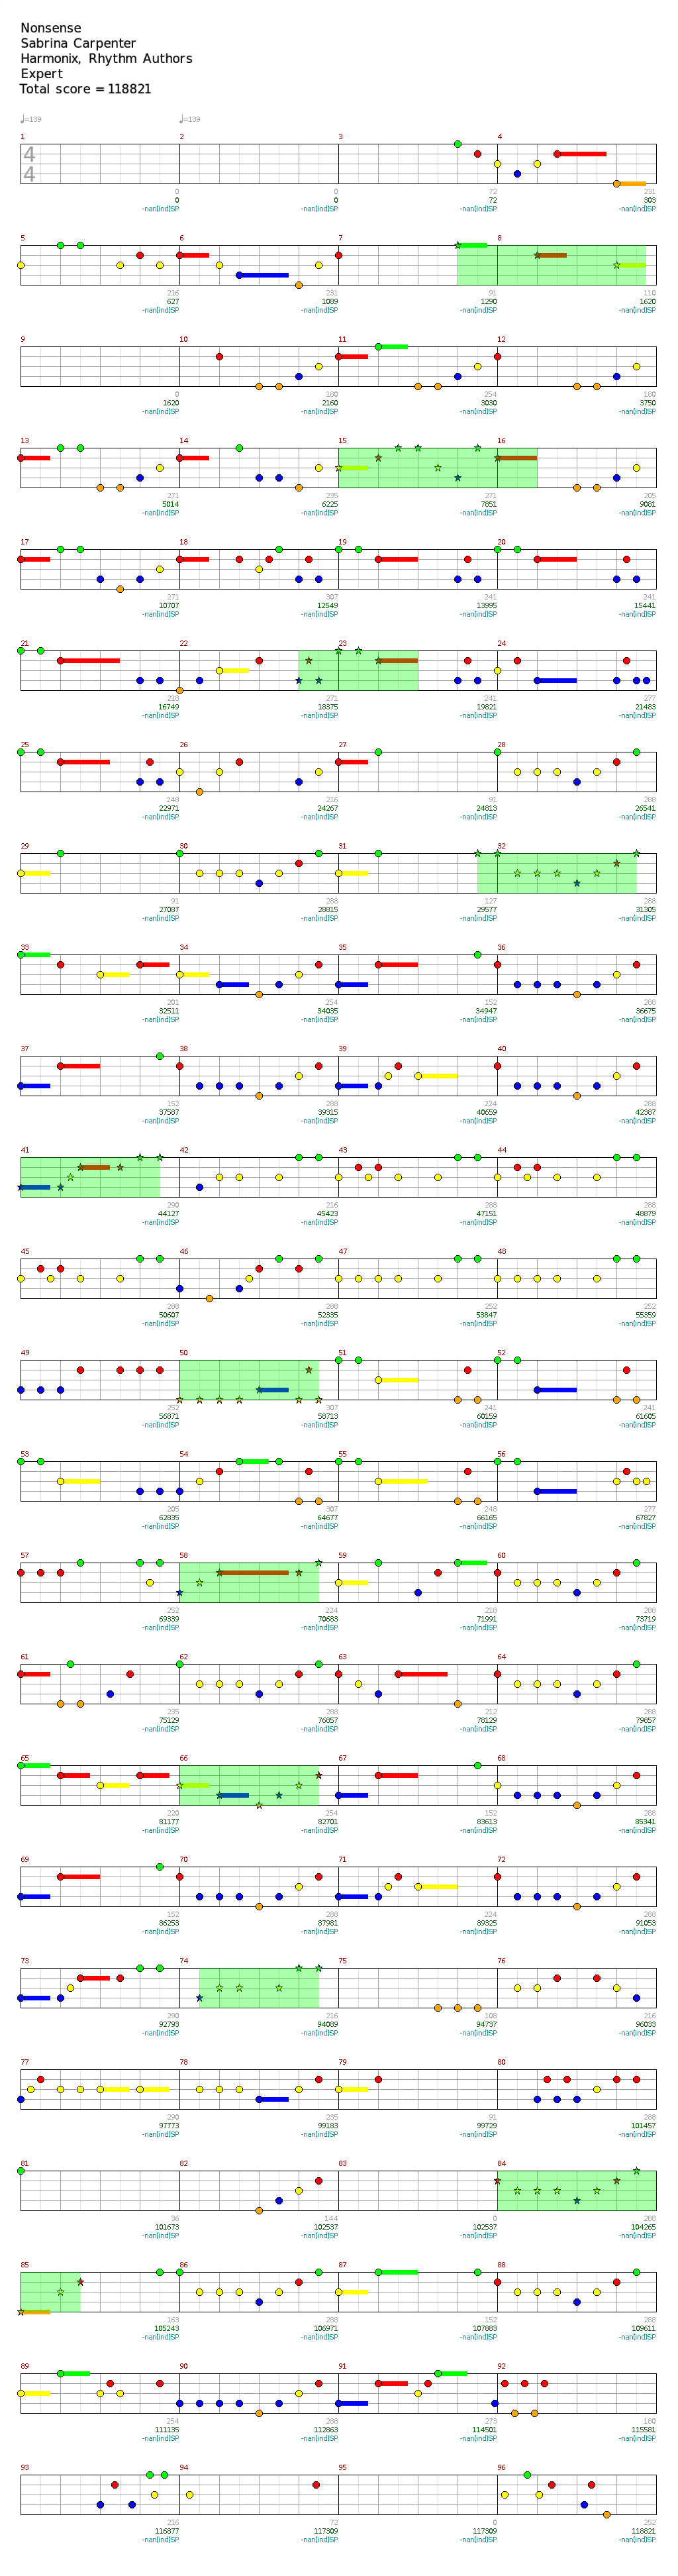 Nonsense
Sabrina Carpenter
Harmonix, Rhythm Authors
Expert
Total score = 118821
♩=139 ♩=139
1 2 3 4
4
4
0 0 72 231
0 0 72 303
-nan(ind)SP -nan(ind)SP -nan(ind)SP -nan(ind)SP
5 6 7 8
216 231 91 110
627 1089 1290 1620
-nan(ind)SP -nan(ind)SP -nan(ind)SP -nan(ind)SP
9 10 11 12
0 180 254 180
1620 2160 3030 3750
-nan(ind)SP -nan(ind)SP -nan(ind)SP -nan(ind)SP
13 14 15 16
271 235 271 205
5014 6225 7851 9081
-nan(ind)SP -nan(ind)SP -nan(ind)SP -nan(ind)SP
17 18 19 20
271 307 241 241
10707 12549 13995 15441
-nan(ind)SP -nan(ind)SP -nan(ind)SP -nan(ind)SP
21 22 23 24
218 271 241 277
16749 18375 19821 21483
-nan(ind)SP -nan(ind)SP -nan(ind)SP -nan(ind)SP
25 26 27 28
248 216 91 288
22971 24267 24813 26541
-nan(ind)SP -nan(ind)SP -nan(ind)SP -nan(ind)SP
29 30 31 32
91 288 127 288
27087 28815 29577 31305
-nan(ind)SP -nan(ind)SP -nan(ind)SP -nan(ind)SP
33 34 35 36
201 254 152 288
32511 34035 34947 36675
-nan(ind)SP -nan(ind)SP -nan(ind)SP -nan(ind)SP
37 38 39 40
152 288 224 288
37587 39315 40659 42387
-nan(ind)SP -nan(ind)SP -nan(ind)SP -nan(ind)SP
41 42 43 44
290 216 288 288
44127 45423 47151 48879
-nan(ind)SP -nan(ind)SP -nan(ind)SP -nan(ind)SP
45 46 47 48
288 288 252 252
50607 52335 53847 55359
-nan(ind)SP -nan(ind)SP -nan(ind)SP -nan(ind)SP
49 50 51 52
252 307 241 241
56871 58713 60159 61605
-nan(ind)SP -nan(ind)SP -nan(ind)SP -nan(ind)SP
53 54 55 56
205 307 248 277
62835 64677 66165 67827
-nan(ind)SP -nan(ind)SP -nan(ind)SP -nan(ind)SP
57 58 59 60
252 224 218 288
69339 70683 71991 73719
-nan(ind)SP -nan(ind)SP -nan(ind)SP -nan(ind)SP
61 62 63 64
235 288 212 288
75129 76857 78129 79857
-nan(ind)SP -nan(ind)SP -nan(ind)SP -nan(ind)SP
65 66 67 68
220 254 152 288
81177 82701 83613 85341
-nan(ind)SP -nan(ind)SP -nan(ind)SP -nan(ind)SP
69 70 71 72
152 288 224 288
86253 87981 89325 91053
-nan(ind)SP -nan(ind)SP -nan(ind)SP -nan(ind)SP
73 74 75 76
290 216 108 216
92793 94089 94737 96033
-nan(ind)SP -nan(ind)SP -nan(ind)SP -nan(ind)SP
77 78 79 80
290 235 91 288
97773 99183 99729 101457
-nan(ind)SP -nan(ind)SP -nan(ind)SP -nan(ind)SP
81 82 83 84
36 144 0 288
101673 102537 102537 104265
-nan(ind)SP -nan(ind)SP -nan(ind)SP -nan(ind)SP
85 86 87 88
163 288 152 288
105243 106971 107883 109611
-nan(ind)SP -nan(ind)SP -nan(ind)SP -nan(ind)SP
89 90 91 92
254 288 273 180
111135 112863 114501 115581
-nan(ind)SP -nan(ind)SP -nan(ind)SP -nan(ind)SP
93 94 95 96
216 72 0 252
116877 117309 117309 118821
-nan(ind)SP -nan(ind)SP -nan(ind)SP -nan(ind)SP